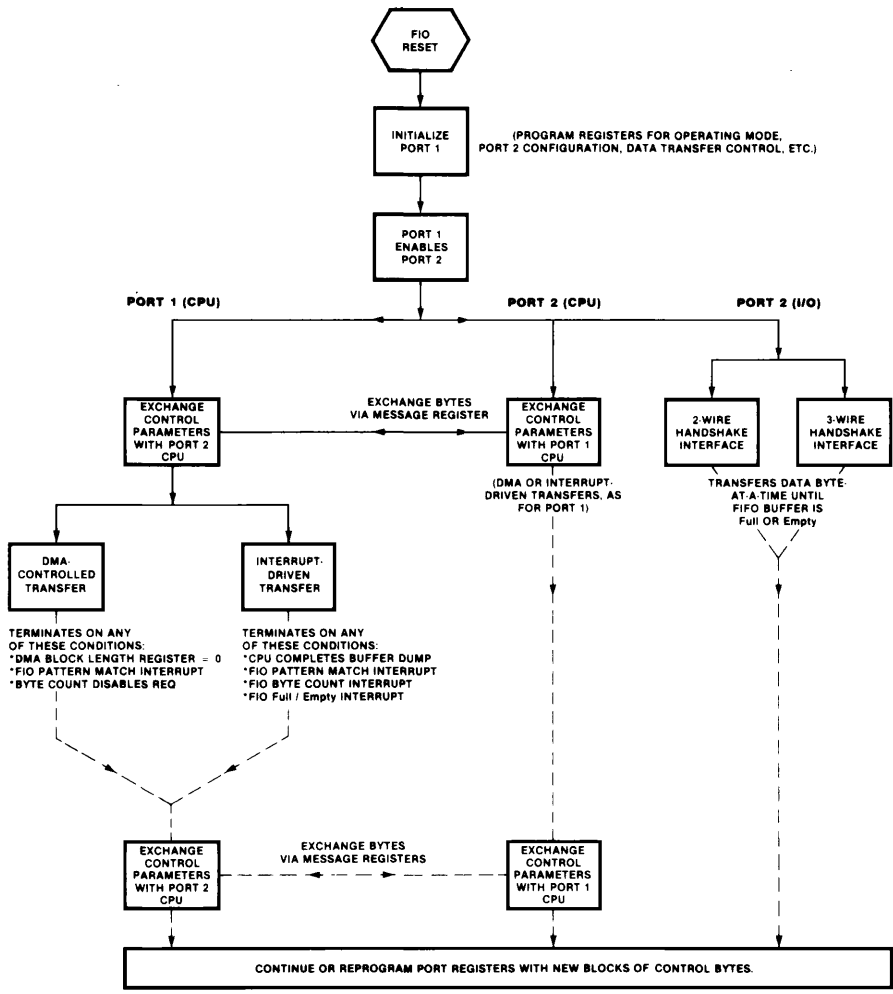 FIO
RESET
INITIALIZE
PORT 1
(PROGRAM REGISTERS FOR OPERATING MODE,
PORT 2 CONFIGURATION, DATA TRANSFER CONTROL, ETC.)
PORT 1
ENABLES
PORT 2
PORT 1 (CPU)
PORT 2 (CPU)
PORT 2 (I/O)
EXCHANGE
CONTROL
PARAMETERS
WITH PORT 2
CPU
EXCHANGE BYTES
VIA MESSAGE REGISTER
EXCHANGE
CONTROL
PARAMETERS
WITH PORT 1
CPU
2-WIRE
HANDSHAKE
INTERFACE
3-WIRE
HANDSHAKE
INTERFACE
(DMA OR INTERRUPT-
DRIVEN TRANSFERS, AS
FOR PORT 1)
TRANSFERS DATA BYTE-
AT-A-TIME UNTIL
FIFO BUFFER IS
Full OR Empty
DMA-
CONTROLLED
TRANSFER
INTERRUPT-
DRIVEN
TRANSFER
TERMINATES ON ANY
OF THESE CONDITIONS:
*DMA BLOCK LENGTH REGISTER = 0
*FIO PATTERN MATCH INTERRUPT
*BYTE COUNT DISABLES REQ
TERMINATES ON ANY
OF THESE CONDITIONS:
*CPU COMPLETES BUFFER DUMP
*FIO PATTERN MATCH INTERRUPT
*FIO BYTE COUNT INTERRUPT
*FIO Full / Empty INTERRUPT
EXCHANGE
CONTROL
PARAMETERS
WITH PORT 2
CPU
EXCHANGE BYTES
VIA MESSAGE REGISTERS
EXCHANGE
CONTROL
PARAMETERS
WITH PORT 1
CPU
CONTINUE OR REPROGRAM PORT REGISTERS WITH NEW BLOCKS OF CONTROL BYTES.